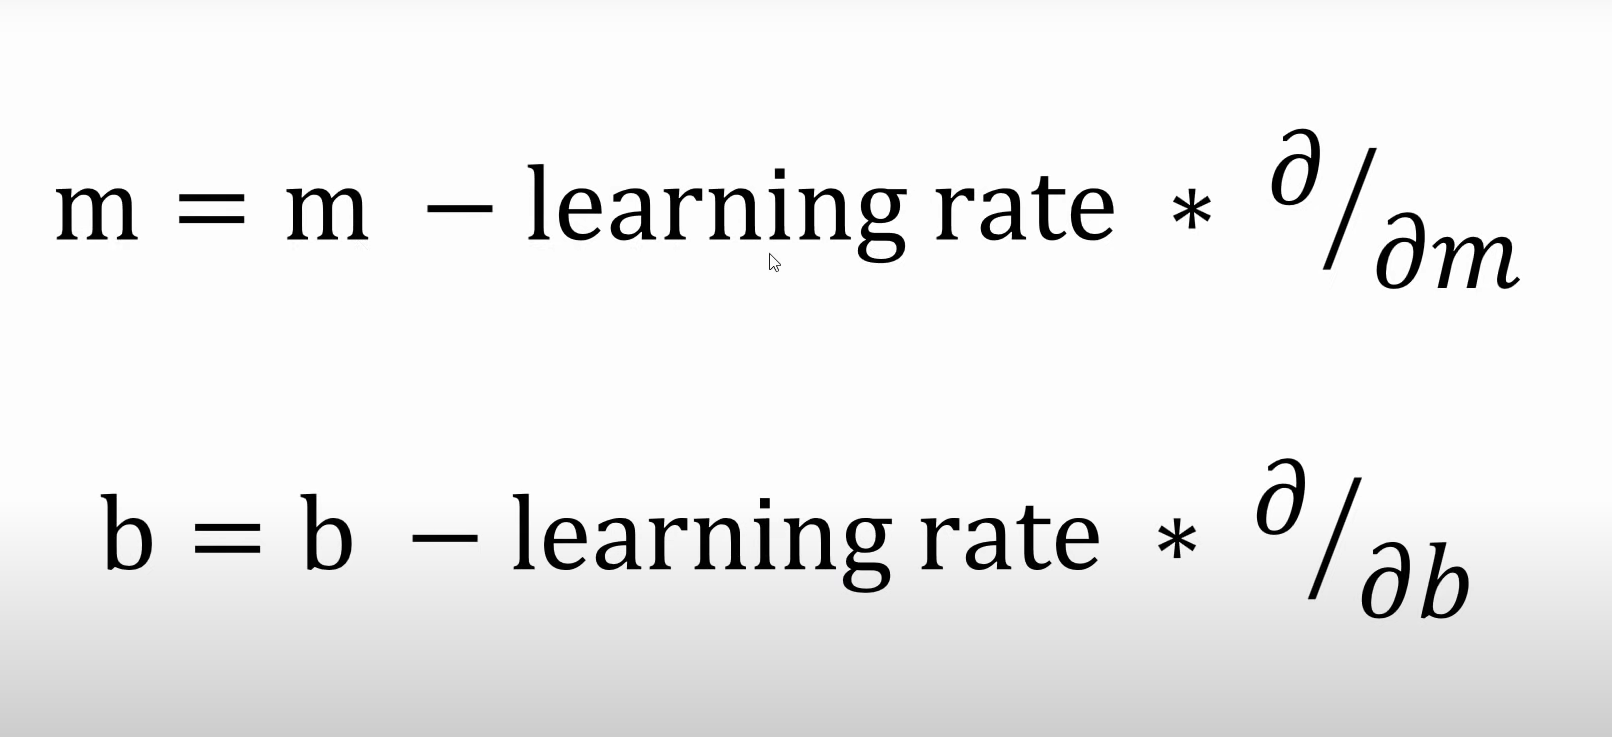 m = m − learning rate * ∂/∂m
b = b − learning rate * ∂/∂b